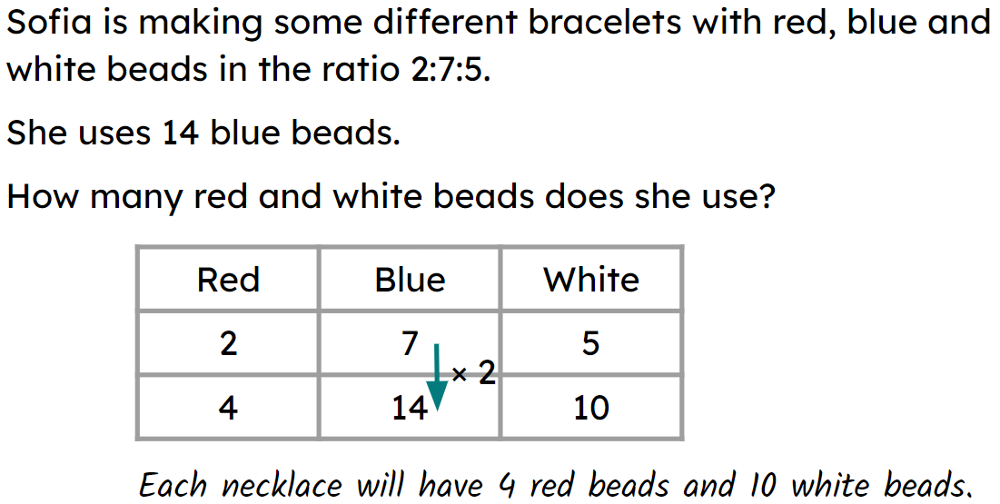 Sofia is making some different bracelets with red, blue and
white beads in the ratio 2:7:5.
She uses 14 blue beads.
How many red and white beads does she use?
Red Blue White
2 7 5
× 2
4 14 10
Each necklace will have 4 red beads and 10 white beads.